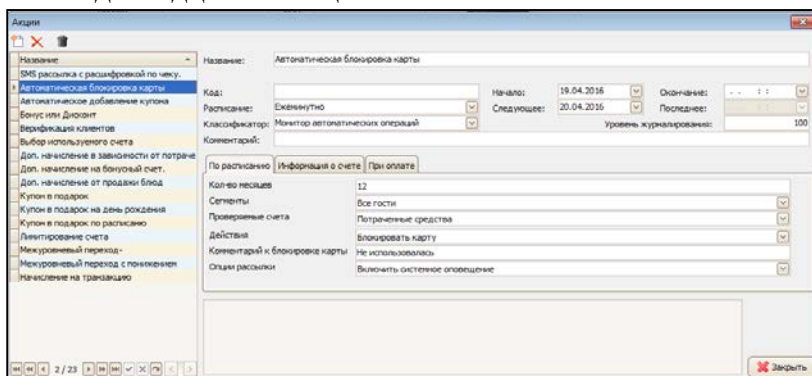 Акции
Название
SMS рассылка с расшифровкой по чеку.
Автоматическая блокировка карты
Автоматическое добавление купона
Бонус или Дисконт
Верификация клиентов
Выбор используемого счета
Доп. начисление в зависимости от потраче
Доп. начисление на бонусный счет.
Доп. начисление от продажи блюд
Купон в подарок
Купон в подарок на день рождения
Купон в подарок по расписаню
Лимитирование счета
Межуровневый переход-
Межуровневый переход с понижением
Начисление на транзакцию
2 / 23
Название: Автоматическая блокировка карты
Код: Начало: 19.04.2016 Окончание: . . : :
Расписание: Ежеминутно Следующее: 20.04.2016 Последнее:
Классификатор: Монитор автоматических операций Уровень журналирования: 100
Комментарий:
По расписанию Информация о счете При оплате
Кол-во месяцев 12
Сегменты Все гости
Проверяемые счета Потраченные средства
Действия Блокировать карту
Комментарий к блокировке карты Не использовалась
Опции рассылки Включить системное оповещение
Закрыть